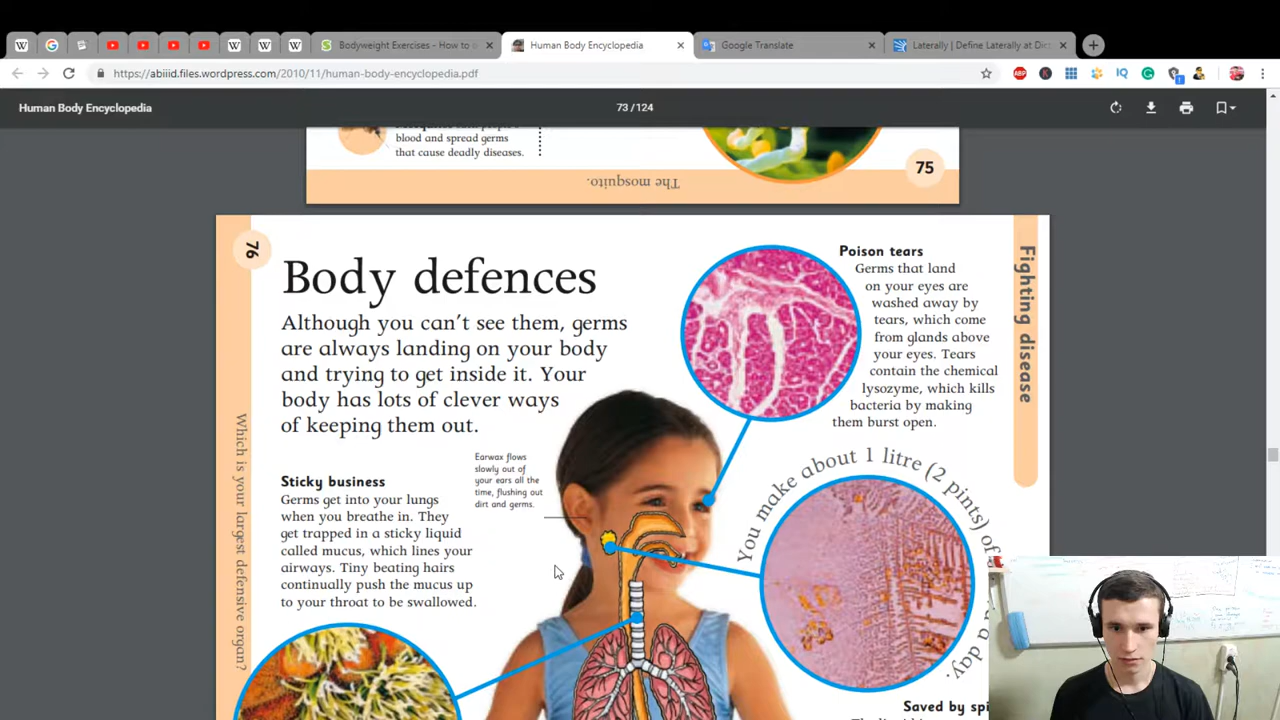 Bodyweight Exercises - How to
Human Body Encyclopedia
Google Translate
Laterally | Define Laterally at Dict
https://abiiid.files.wordpress.com/2010/11/human-body-encyclopedia.pdf
Human Body Encyclopedia
73 / 124
blood and spread germs
that cause deadly diseases.
The mosquito.
75
76
Body defences
Although you can't see them, germs
are always landing on your body
and trying to get inside it. Your
body has lots of clever ways
of keeping them out.
Poison tears
Germs that land
on your eyes are
washed away by
tears, which come
from glands above
your eyes. Tears
contain the chemical
lysozyme, which kills
bacteria by making
them burst open.
Fighting disease
Which is your largest defensive organ?
Earwax flows
slowly out of
your ears all the
time, flushing out
dirt and germs.
Sticky business
Germs get into your lungs
when you breathe in. They
get trapped in a sticky liquid
called mucus, which lines your
airways. Tiny beating hairs
continually push the mucus up
to your throat to be swallowed.
You make about 1 litre (2 pints) of
a day.
Saved by spi